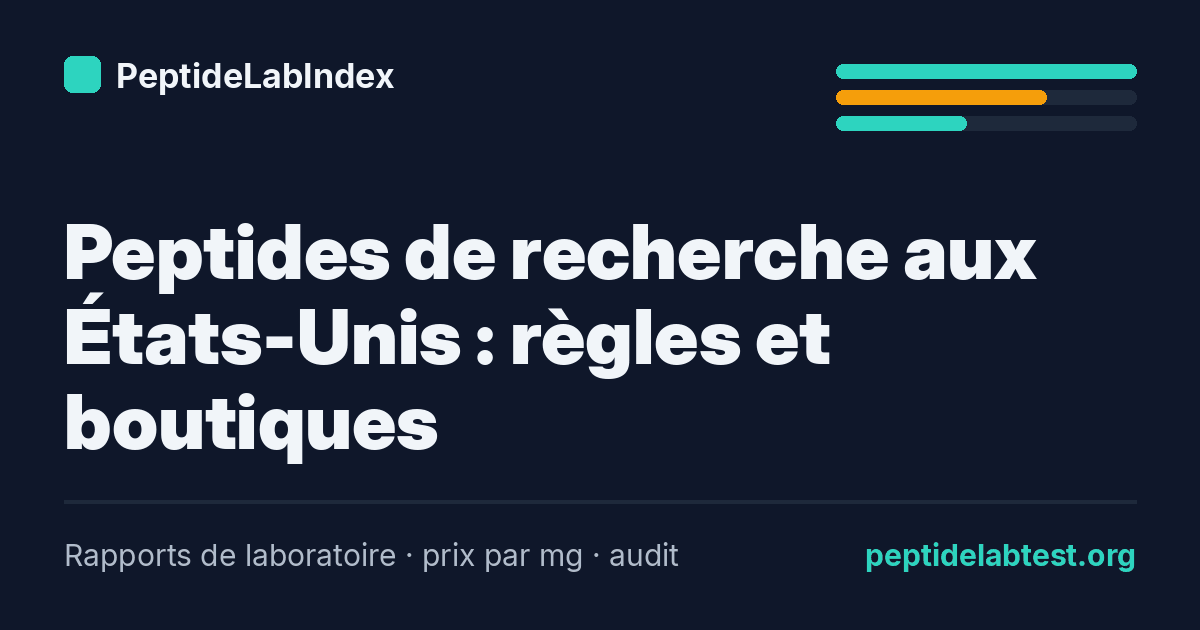 PeptideLabIndex
Peptides de recherche aux
États-Unis : règles et
boutiques
Rapports de laboratoire · prix par mg · audit
peptidelabtest.org